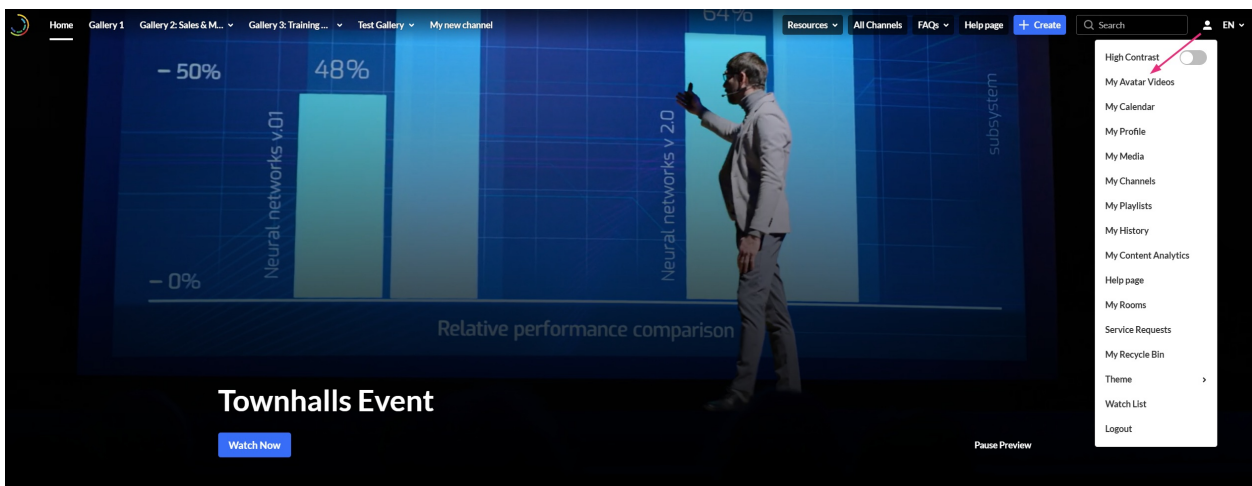 Home Gallery 1 Gallery 2: Sales & M... Gallery 3: Training ... Test Gallery My new channel Resources All Channels FAQs Help page + Create Search EN
64%
– 50%
48%
Neural networks v.01
Neural networks v 2.0
subsystem
– 0%
Relative performance comparison
Townhalls Event
Watch Now
Pause Preview
High Contrast
My Avatar Videos
My Calendar
My Profile
My Media
My Channels
My Playlists
My History
My Content Analytics
Help page
My Rooms
Service Requests
My Recycle Bin
Theme
Watch List
Logout